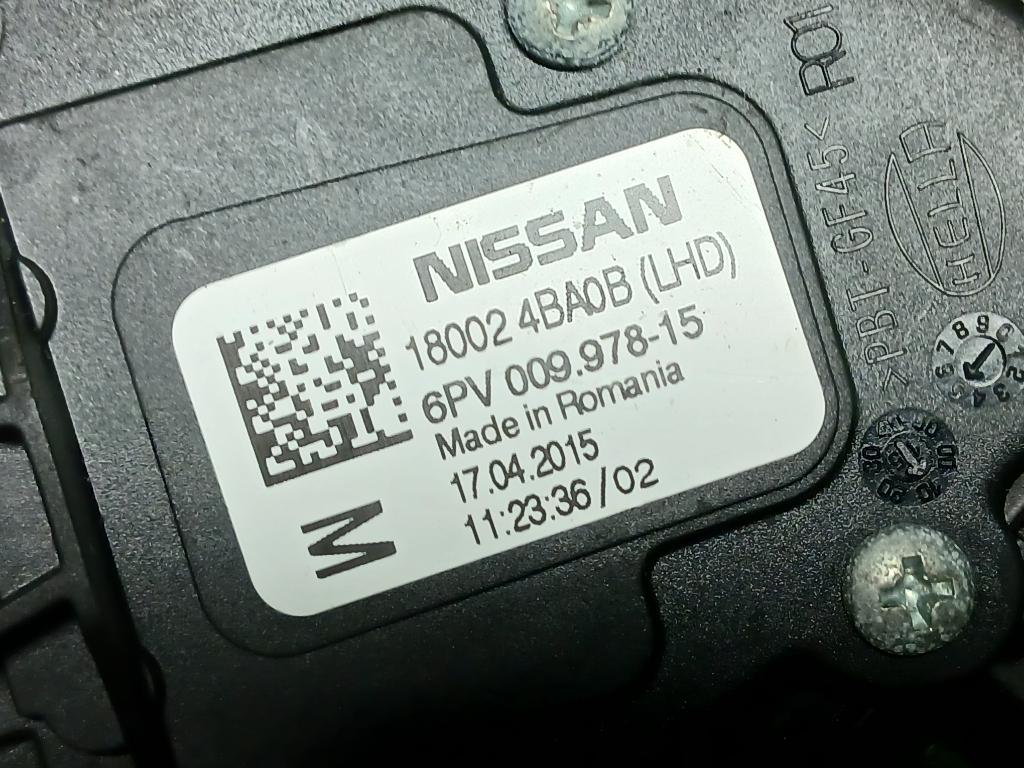 NISSAN
18002 4BA0B (LHD)
6PV 009.978-15
Made in Romania
17.04.2015
11:23:36/02
M
>PBT-GF45< R01
HELLA